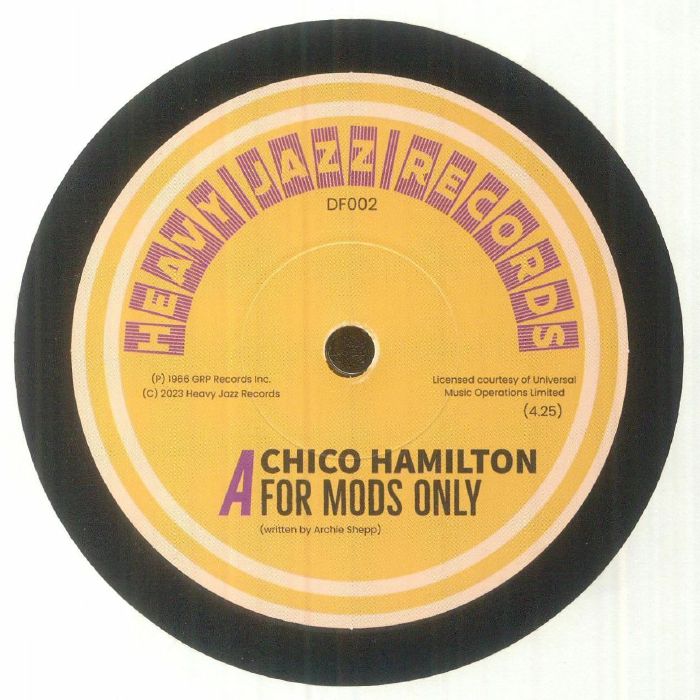 HEAVY JAZZ RECORDS
DF002
(P) 1966 GRP Records Inc.
(C) 2023 Heavy Jazz Records
Licensed courtesy of Universal
Music Operations Limited
(4.25)
A CHICO HAMILTON
FOR MODS ONLY
(written by Archie Shepp)